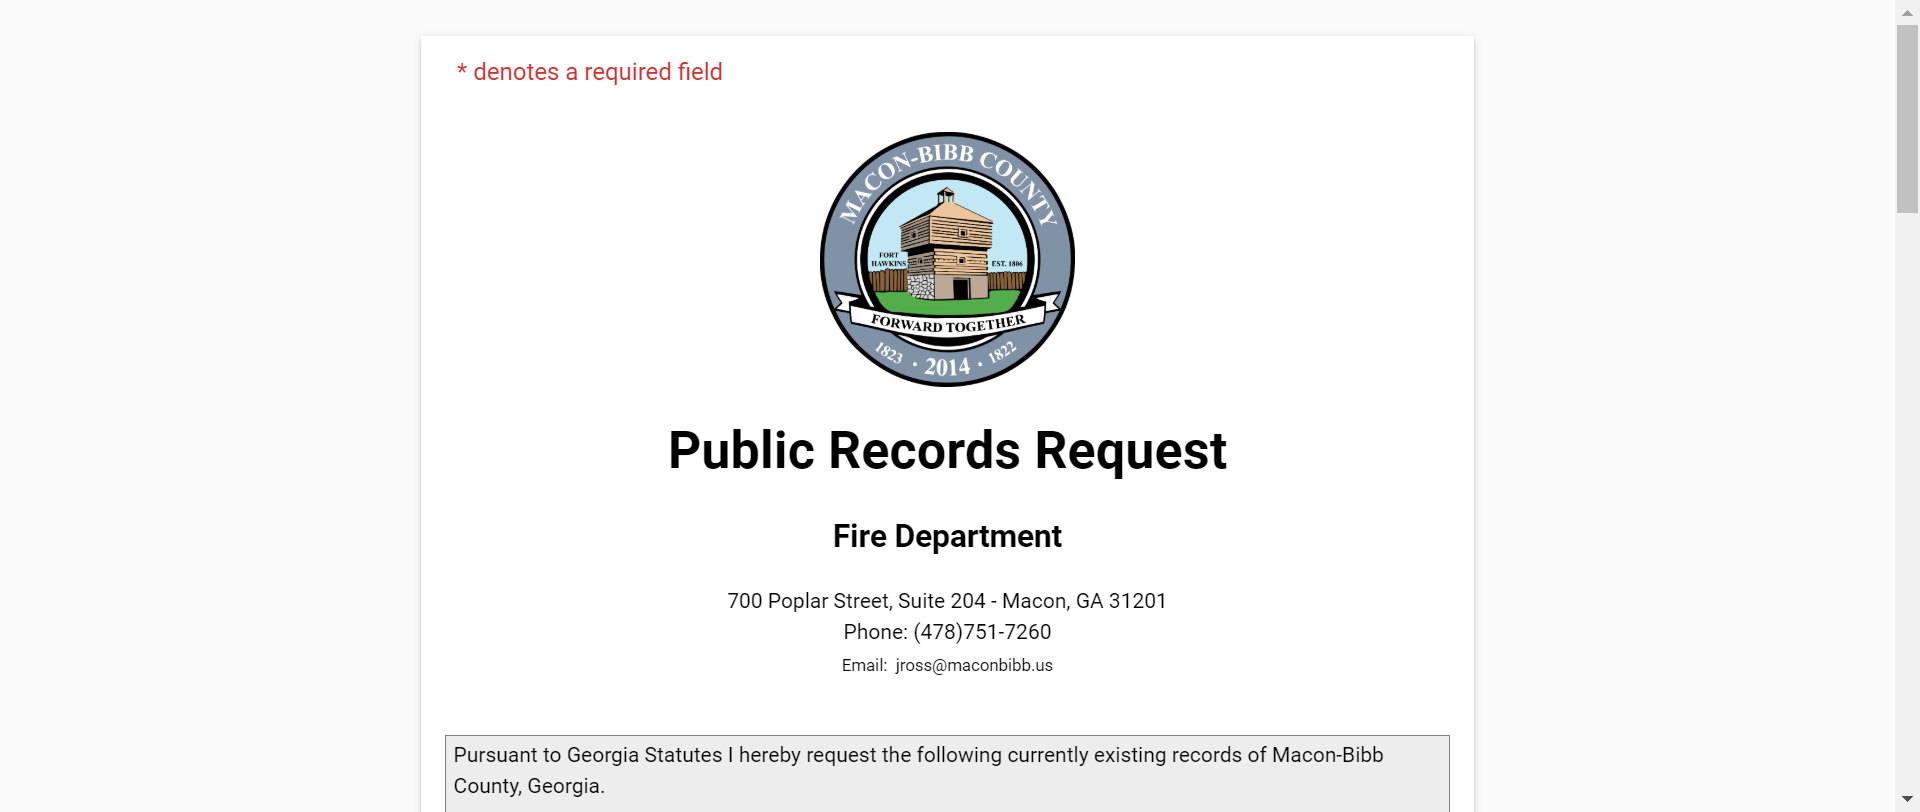 * denotes a required field
MACON-BIBB COUNTY
FORT
HAWKINS
EST. 1806
FORWARD TOGETHER
1823 · 2014 · 1822
Public Records Request
Fire Department
700 Poplar Street, Suite 204 - Macon, GA 31201
Phone: (478)751-7260
Email: jross@maconbibb.us
Pursuant to Georgia Statutes I hereby request the following currently existing records of Macon-Bibb
County, Georgia.